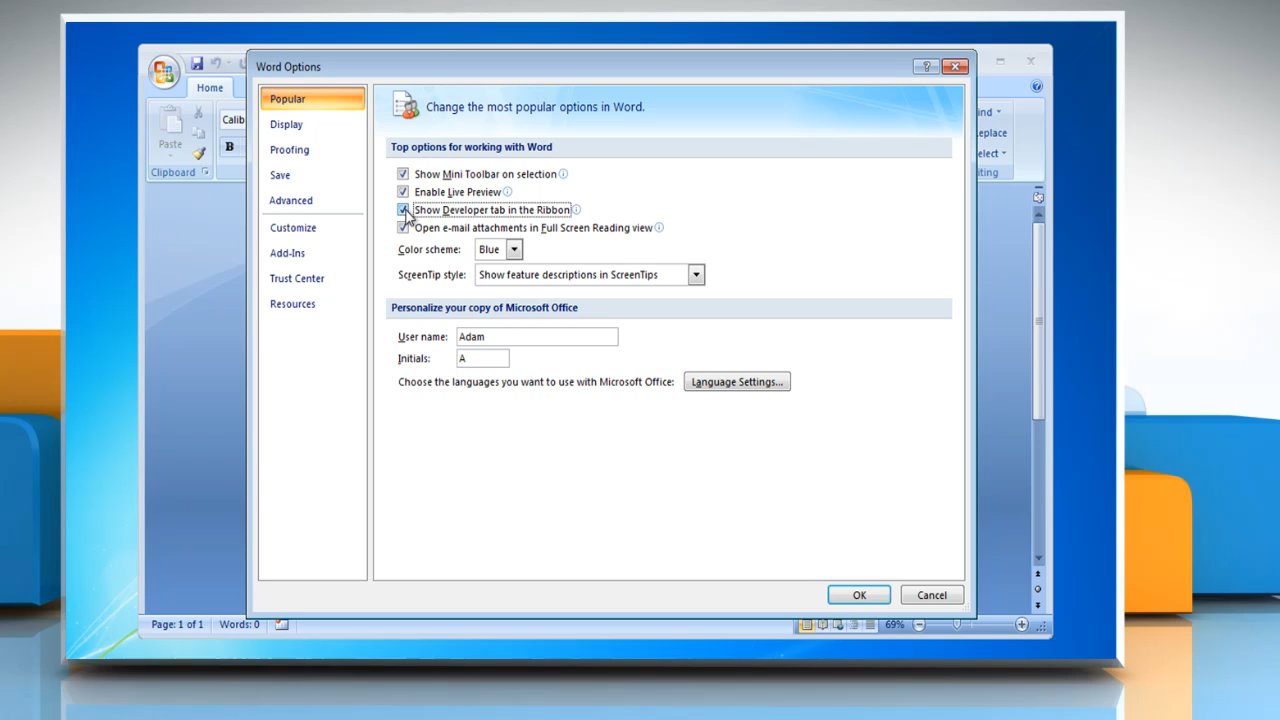 Word Options
Home
Popular
Display
Proofing
Save
Advanced
Customize
Add-Ins
Trust Center
Resources
Paste
Clipboard
Calib
B
Change the most popular options in Word.
Top options for working with Word
Show Mini Toolbar on selection
Enable Live Preview
Show Developer tab in the Ribbon
Open e-mail attachments in Full Screen Reading view
Color scheme: Blue
ScreenTip style: Show feature descriptions in ScreenTips
Personalize your copy of Microsoft Office
User name: Adam
Initials: A
Choose the languages you want to use with Microsoft Office: Language Settings...
ind
eplace
elect
ting
OK Cancel
Page: 1 of 1 Words: 0 69%